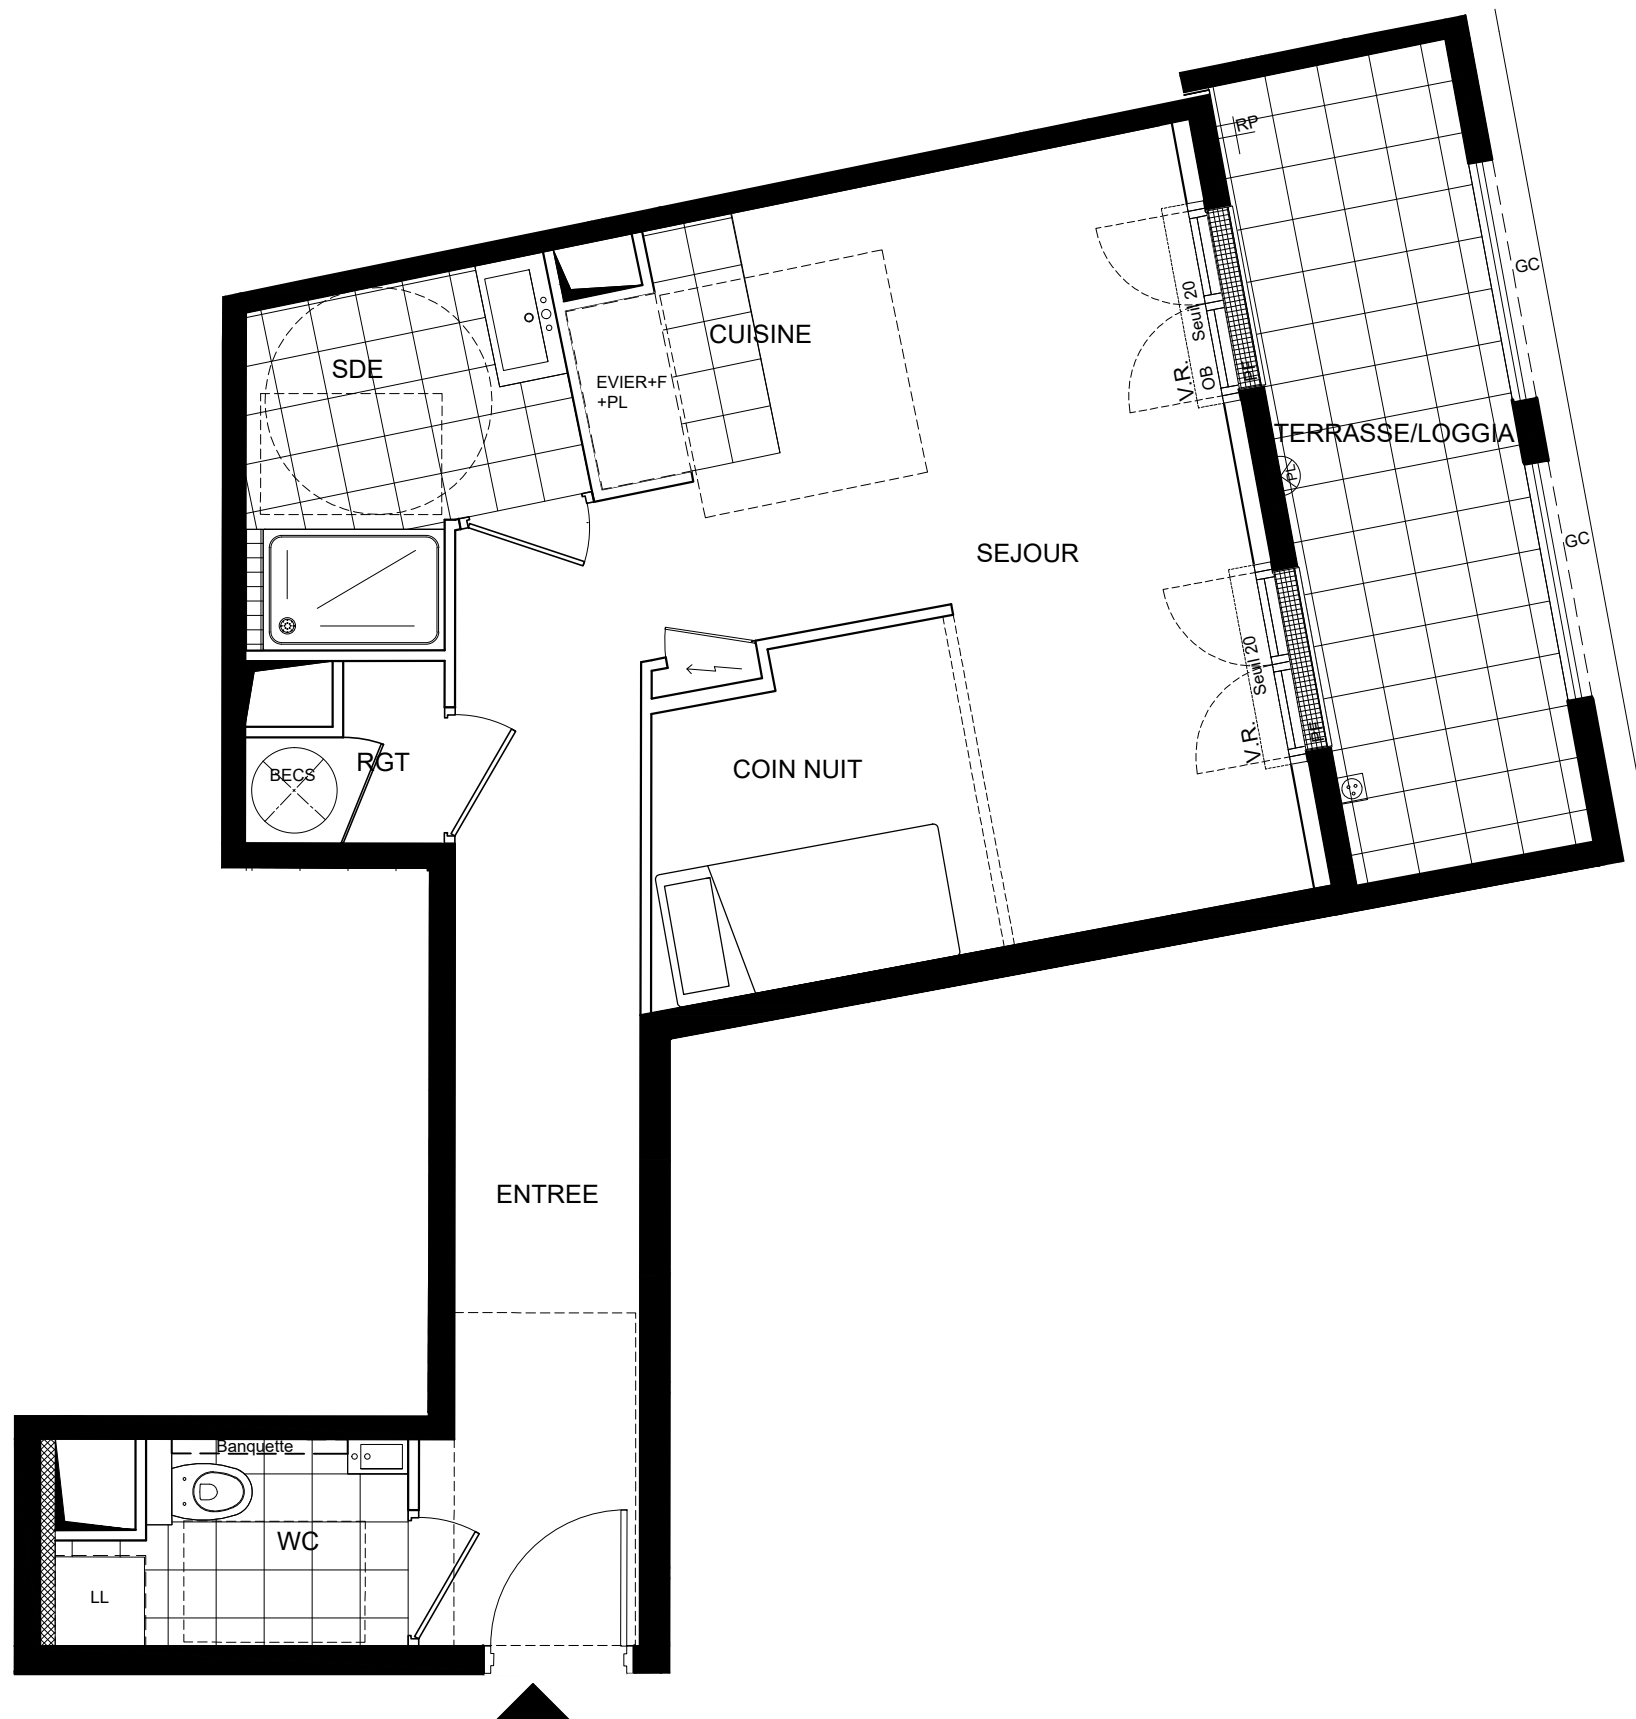 RP
GC
Seuil 20
CUISINE
SDE
EVIER+F
+PL
V.R.
OB
TERRASSE/LOGGIA
PL
GC
SEJOUR
Seuil 20
V.R.
COIN NUIT
RGT
BECS
ENTREE
Banquette
WC
LL